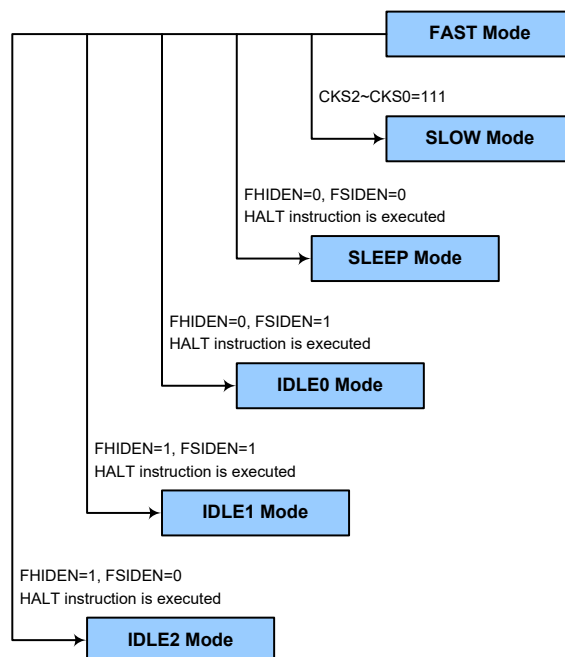 FAST Mode
CKS2~CKS0=111
SLOW Mode
FHIDEN=0, FSIDEN=0
HALT instruction is executed
SLEEP Mode
FHIDEN=0, FSIDEN=1
HALT instruction is executed
IDLE0 Mode
FHIDEN=1, FSIDEN=1
HALT instruction is executed
IDLE1 Mode
FHIDEN=1, FSIDEN=0
HALT instruction is executed
IDLE2 Mode